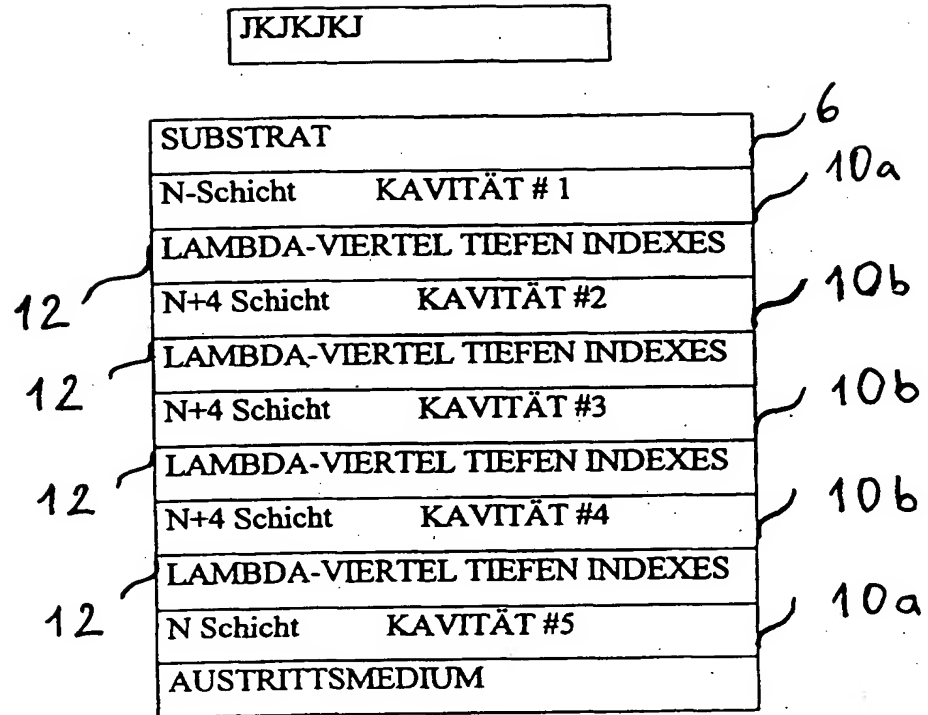 JKJKJKJ
6
SUBSTRAT
10a
N-Schicht KAVITÄT # 1
LAMBDA-VIERTEL TIEFEN INDEXES
12
10b
N+4 Schicht KAVITÄT #2
LAMBDA-VIERTEL TIEFEN INDEXES
12
10b
N+4 Schicht KAVITÄT #3
LAMBDA-VIERTEL TIEFEN INDEXES
12
10b
N+4 Schicht KAVITÄT #4
LAMBDA-VIERTEL TIEFEN INDEXES
12
10a
N Schicht KAVITÄT #5
AUSTRITTSMEDIUM